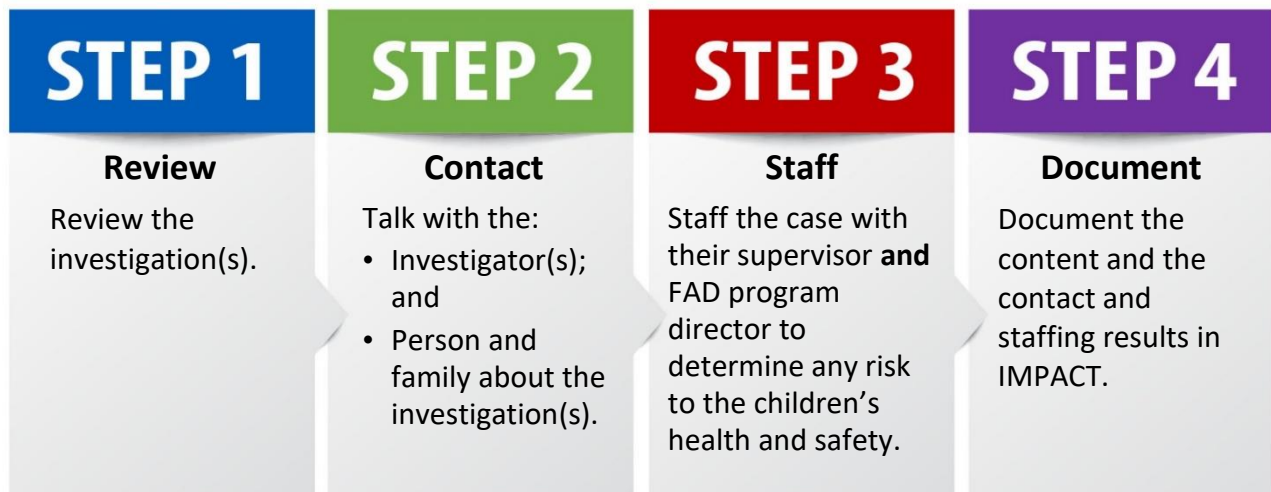 STEP 1
Review
Review the
investigation(s).
STEP 2
Contact
Talk with the:
• Investigator(s);
and
• Person and
family about the
investigation(s).
STEP 3
Staff
Staff the case with
their supervisor and
FAD program
director to
determine any risk
to the children’s
health and safety.
STEP 4
Document
Document the
content and the
contact and
staffing results in
IMPACT.